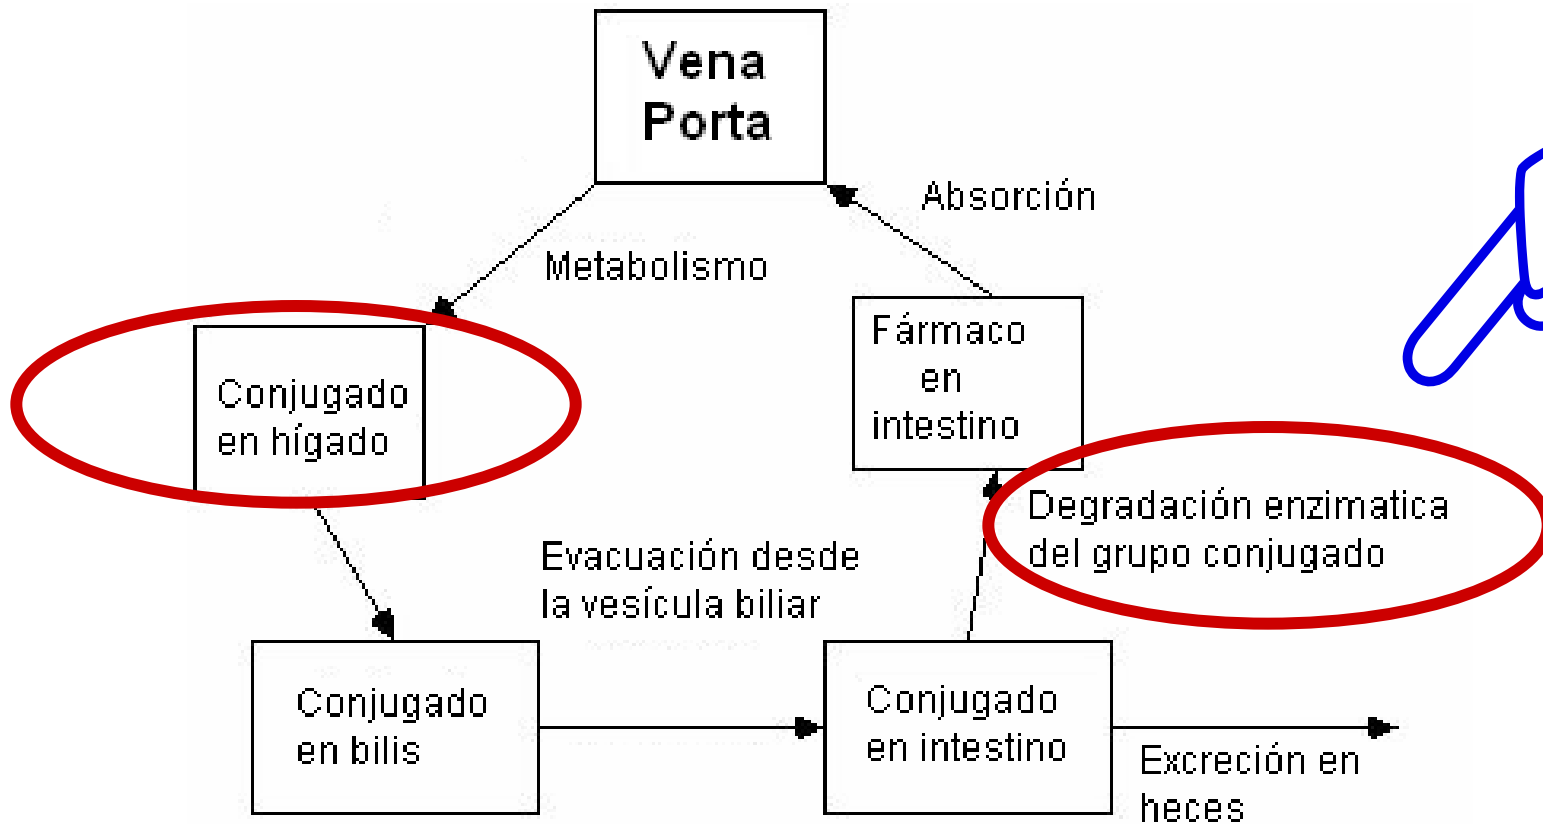 Vena
Porta
Absorción
Metabolismo
Fármaco
en
intestino
Conjugado
en hígado
Degradación enzimatica
del grupo conjugado
Evacuación desde
la vesícula biliar
Conjugado
en bilis
Conjugado
en intestino
Excreción en
heces